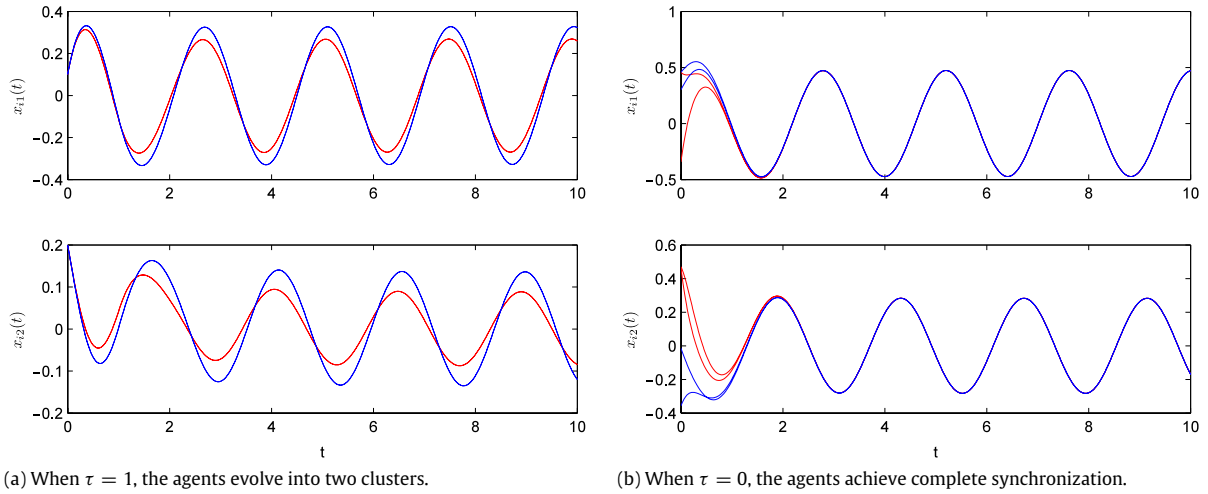 0.4
0.2
0
−0.2
−0.4
x_{i1}(t)
0 2 4 6 8 10
0.2
0.1
0
−0.1
−0.2
x_{i2}(t)
0 2 4 6 8 10
t
(a) When τ = 1, the agents evolve into two clusters.
1
0.5
0
−0.5
x_{i1}(t)
0 2 4 6 8 10
0.6
0.4
0.2
0
−0.2
−0.4
x_{i2}(t)
0 2 4 6 8 10
t
(b) When τ = 0, the agents achieve complete synchronization.